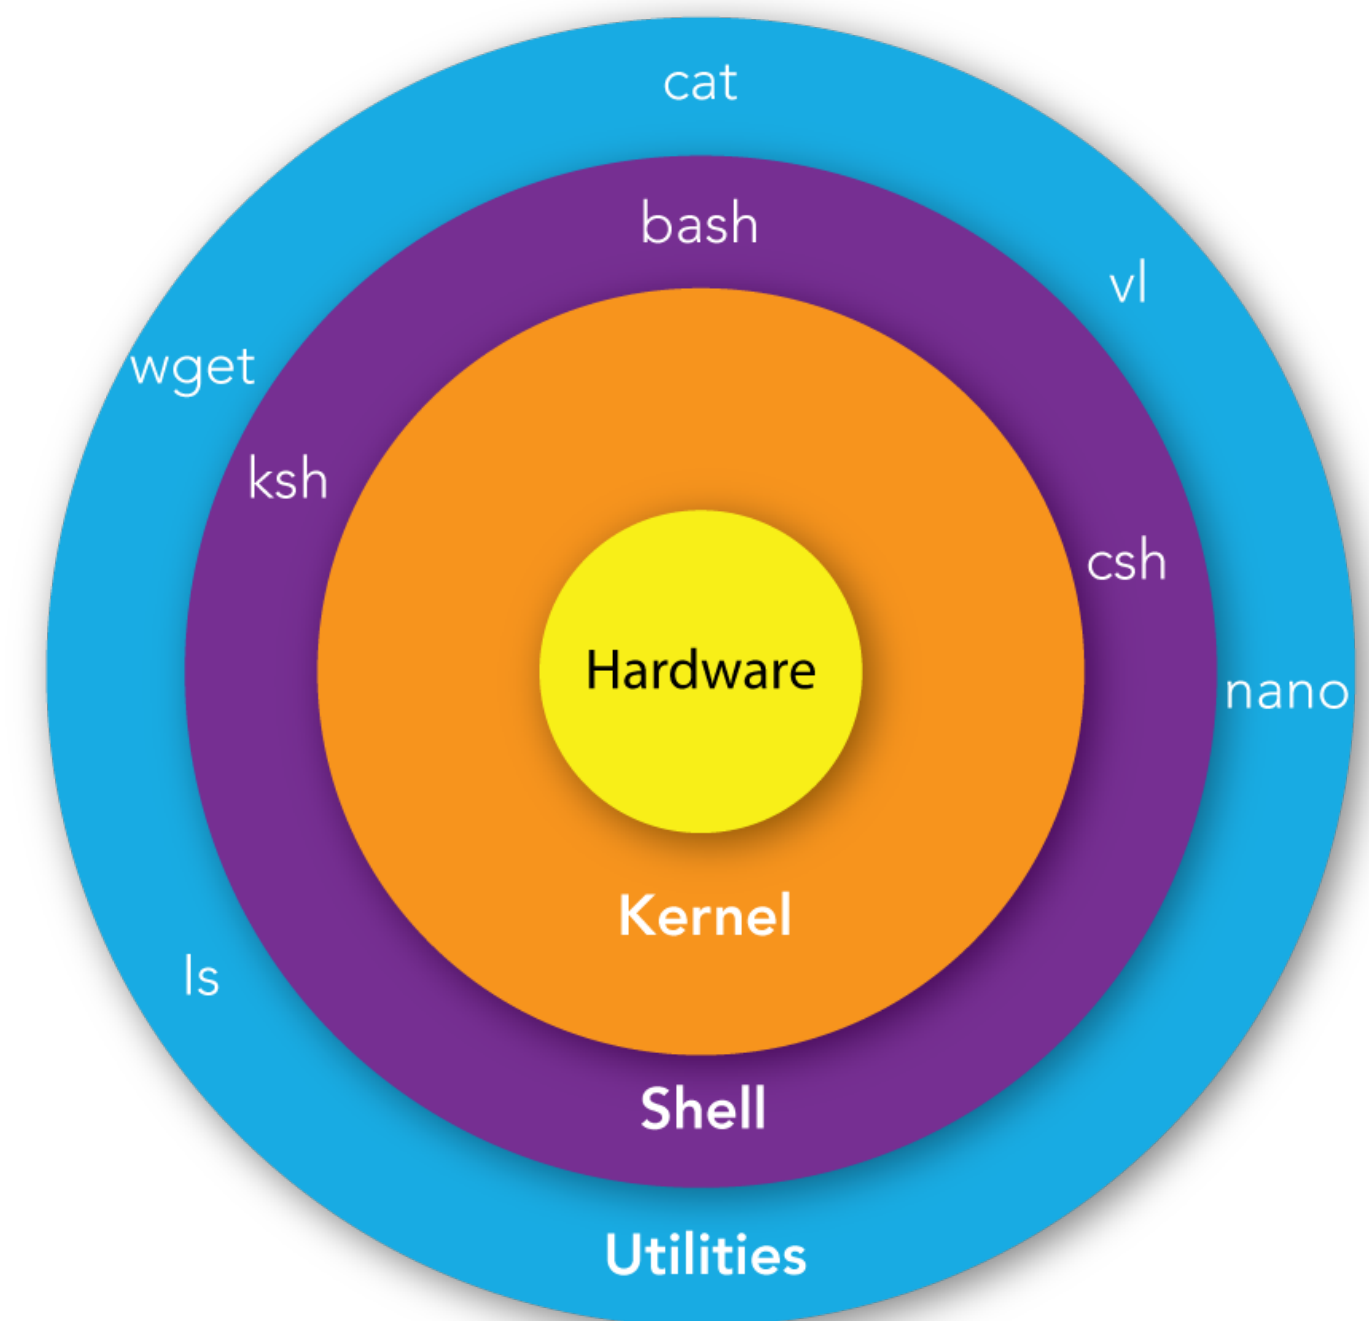 cat
bash
vl
wget
ksh
csh
Hardware
nano
Kernel
ls
Shell
Utilities